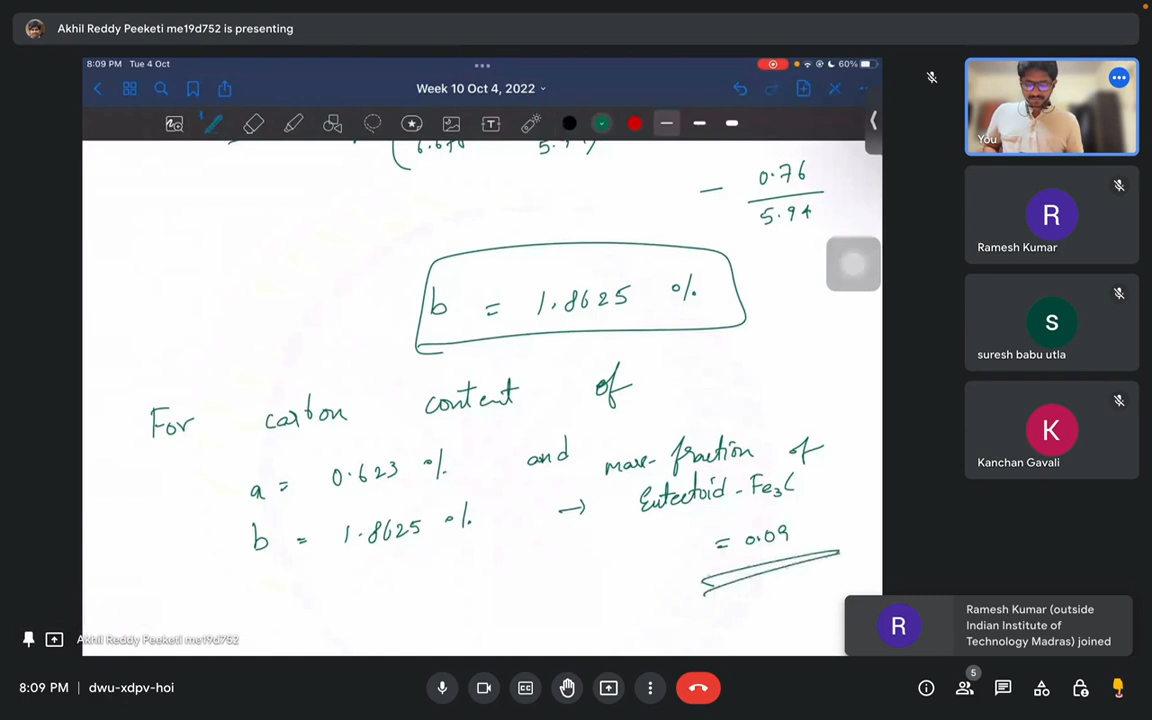 Akhil Reddy Peeketi me19d752 is presenting
8:09 PM Tue 4 Oct
60%
Week 10 Oct 4, 2022
You
- 0.76
5.94
b = 1.8625 %
For carbon content of
a = 0.623 % and mass-fraction of
b = 1.8625 % → Eutectoid - Fe3C
= 0.09
R
Ramesh Kumar
S
suresh babu utla
K
Kanchan Gavali
R
Ramesh Kumar (outside
Indian Institute of
Technology Madras) joined
Akhil Reddy Peeketi me19d752
8:09 PM | dwu-xdpv-hoi
5